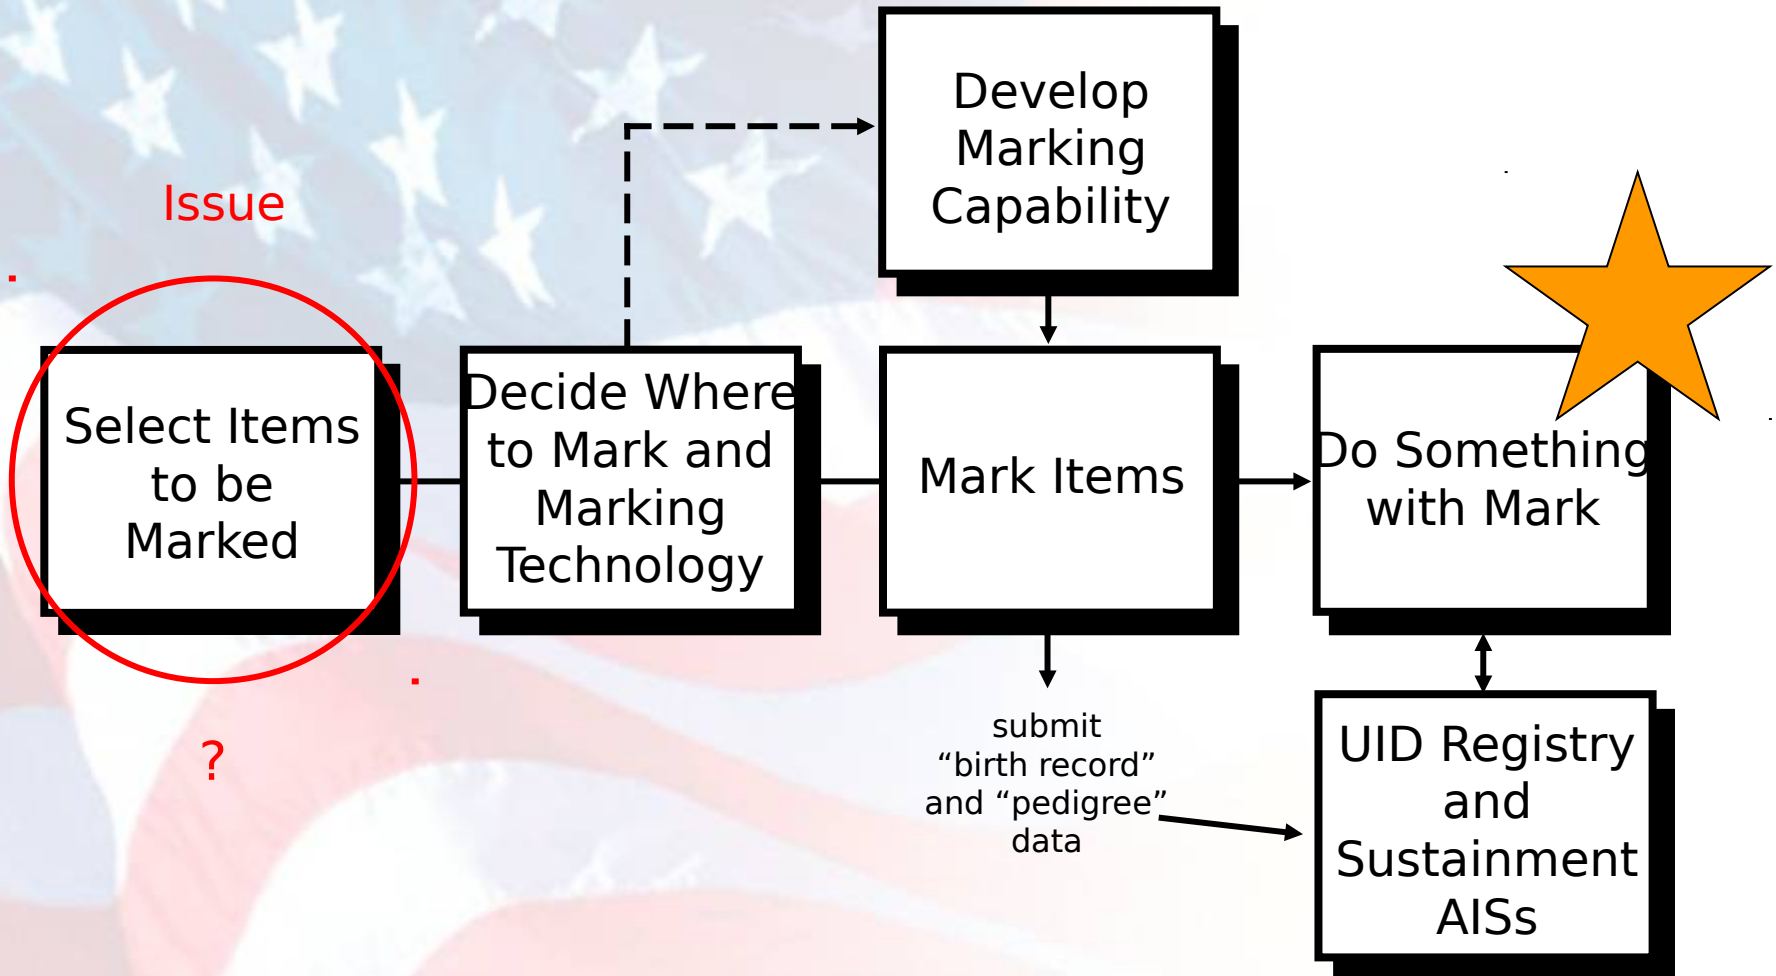 Develop
Marking
Capability
Issue
Select Items
to be
Marked
Decide Where
to Mark and
Marking
Technology
Mark Items
Do Something
with Mark
submit
“birth record”
and “pedigree”
data
?
UID Registry
and
Sustainment
AISs